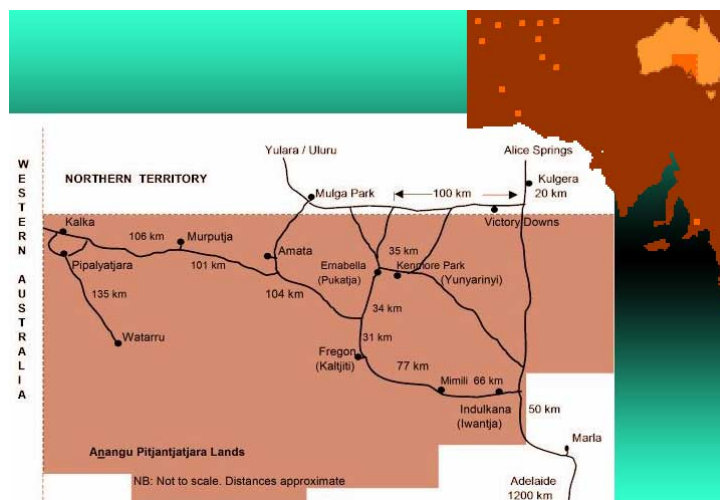 Yulara / Uluru
Alice Springs
NORTHERN TERRITORY
Mulga Park
100 km
Kulgera
20 km
Victory Downs
WESTERN AUSTRALIA
Kalka
106 km
Murputja
Pipalyatjara
101 km
Amata
104 km
35 km
Ernabella
(Pukatja)
Kenmore Park
(Yunyarinyi)
135 km
Watarru
34 km
31 km
Fregon
(Kaltjiti)
77 km
Mimili
66 km
Indulkana
(Iwantja)
50 km
Marla
Anangu Pitjantjatjara Lands
NB: Not to scale. Distances approximate
Adelaide
1200 km